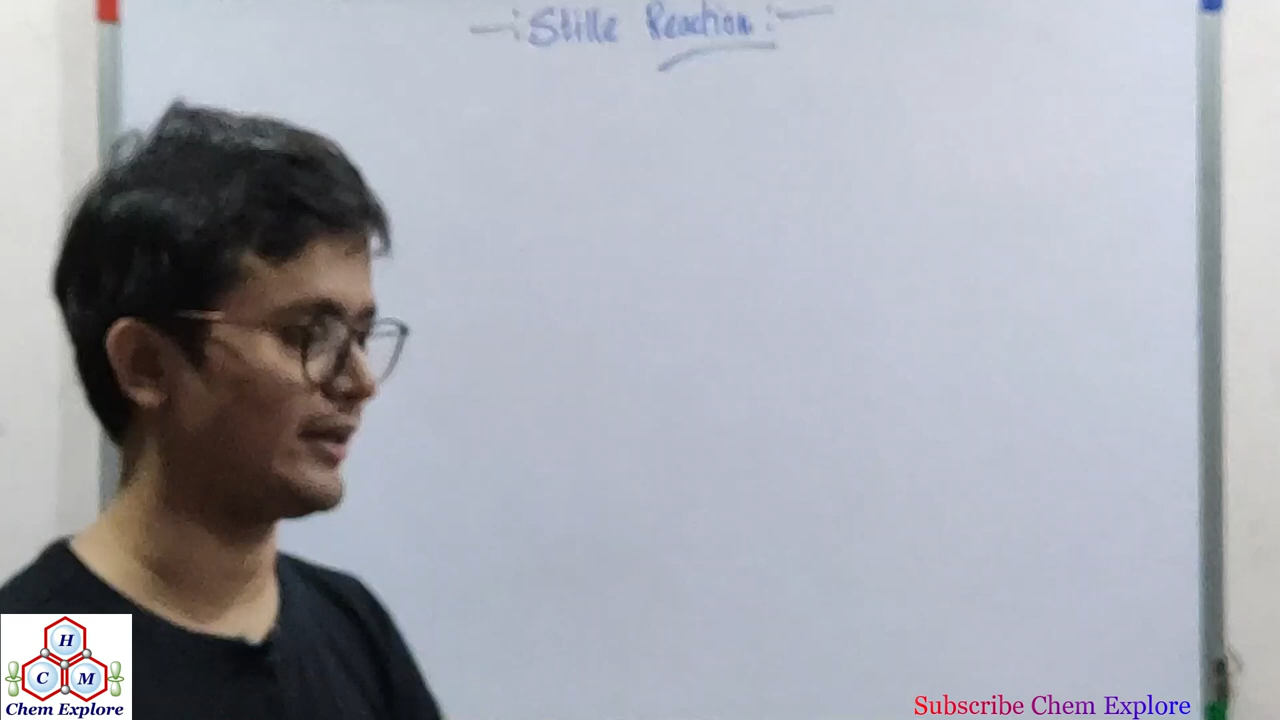 —: Stille Reaction :—
H
C M
Chem Explore
Subscribe Chem Explore